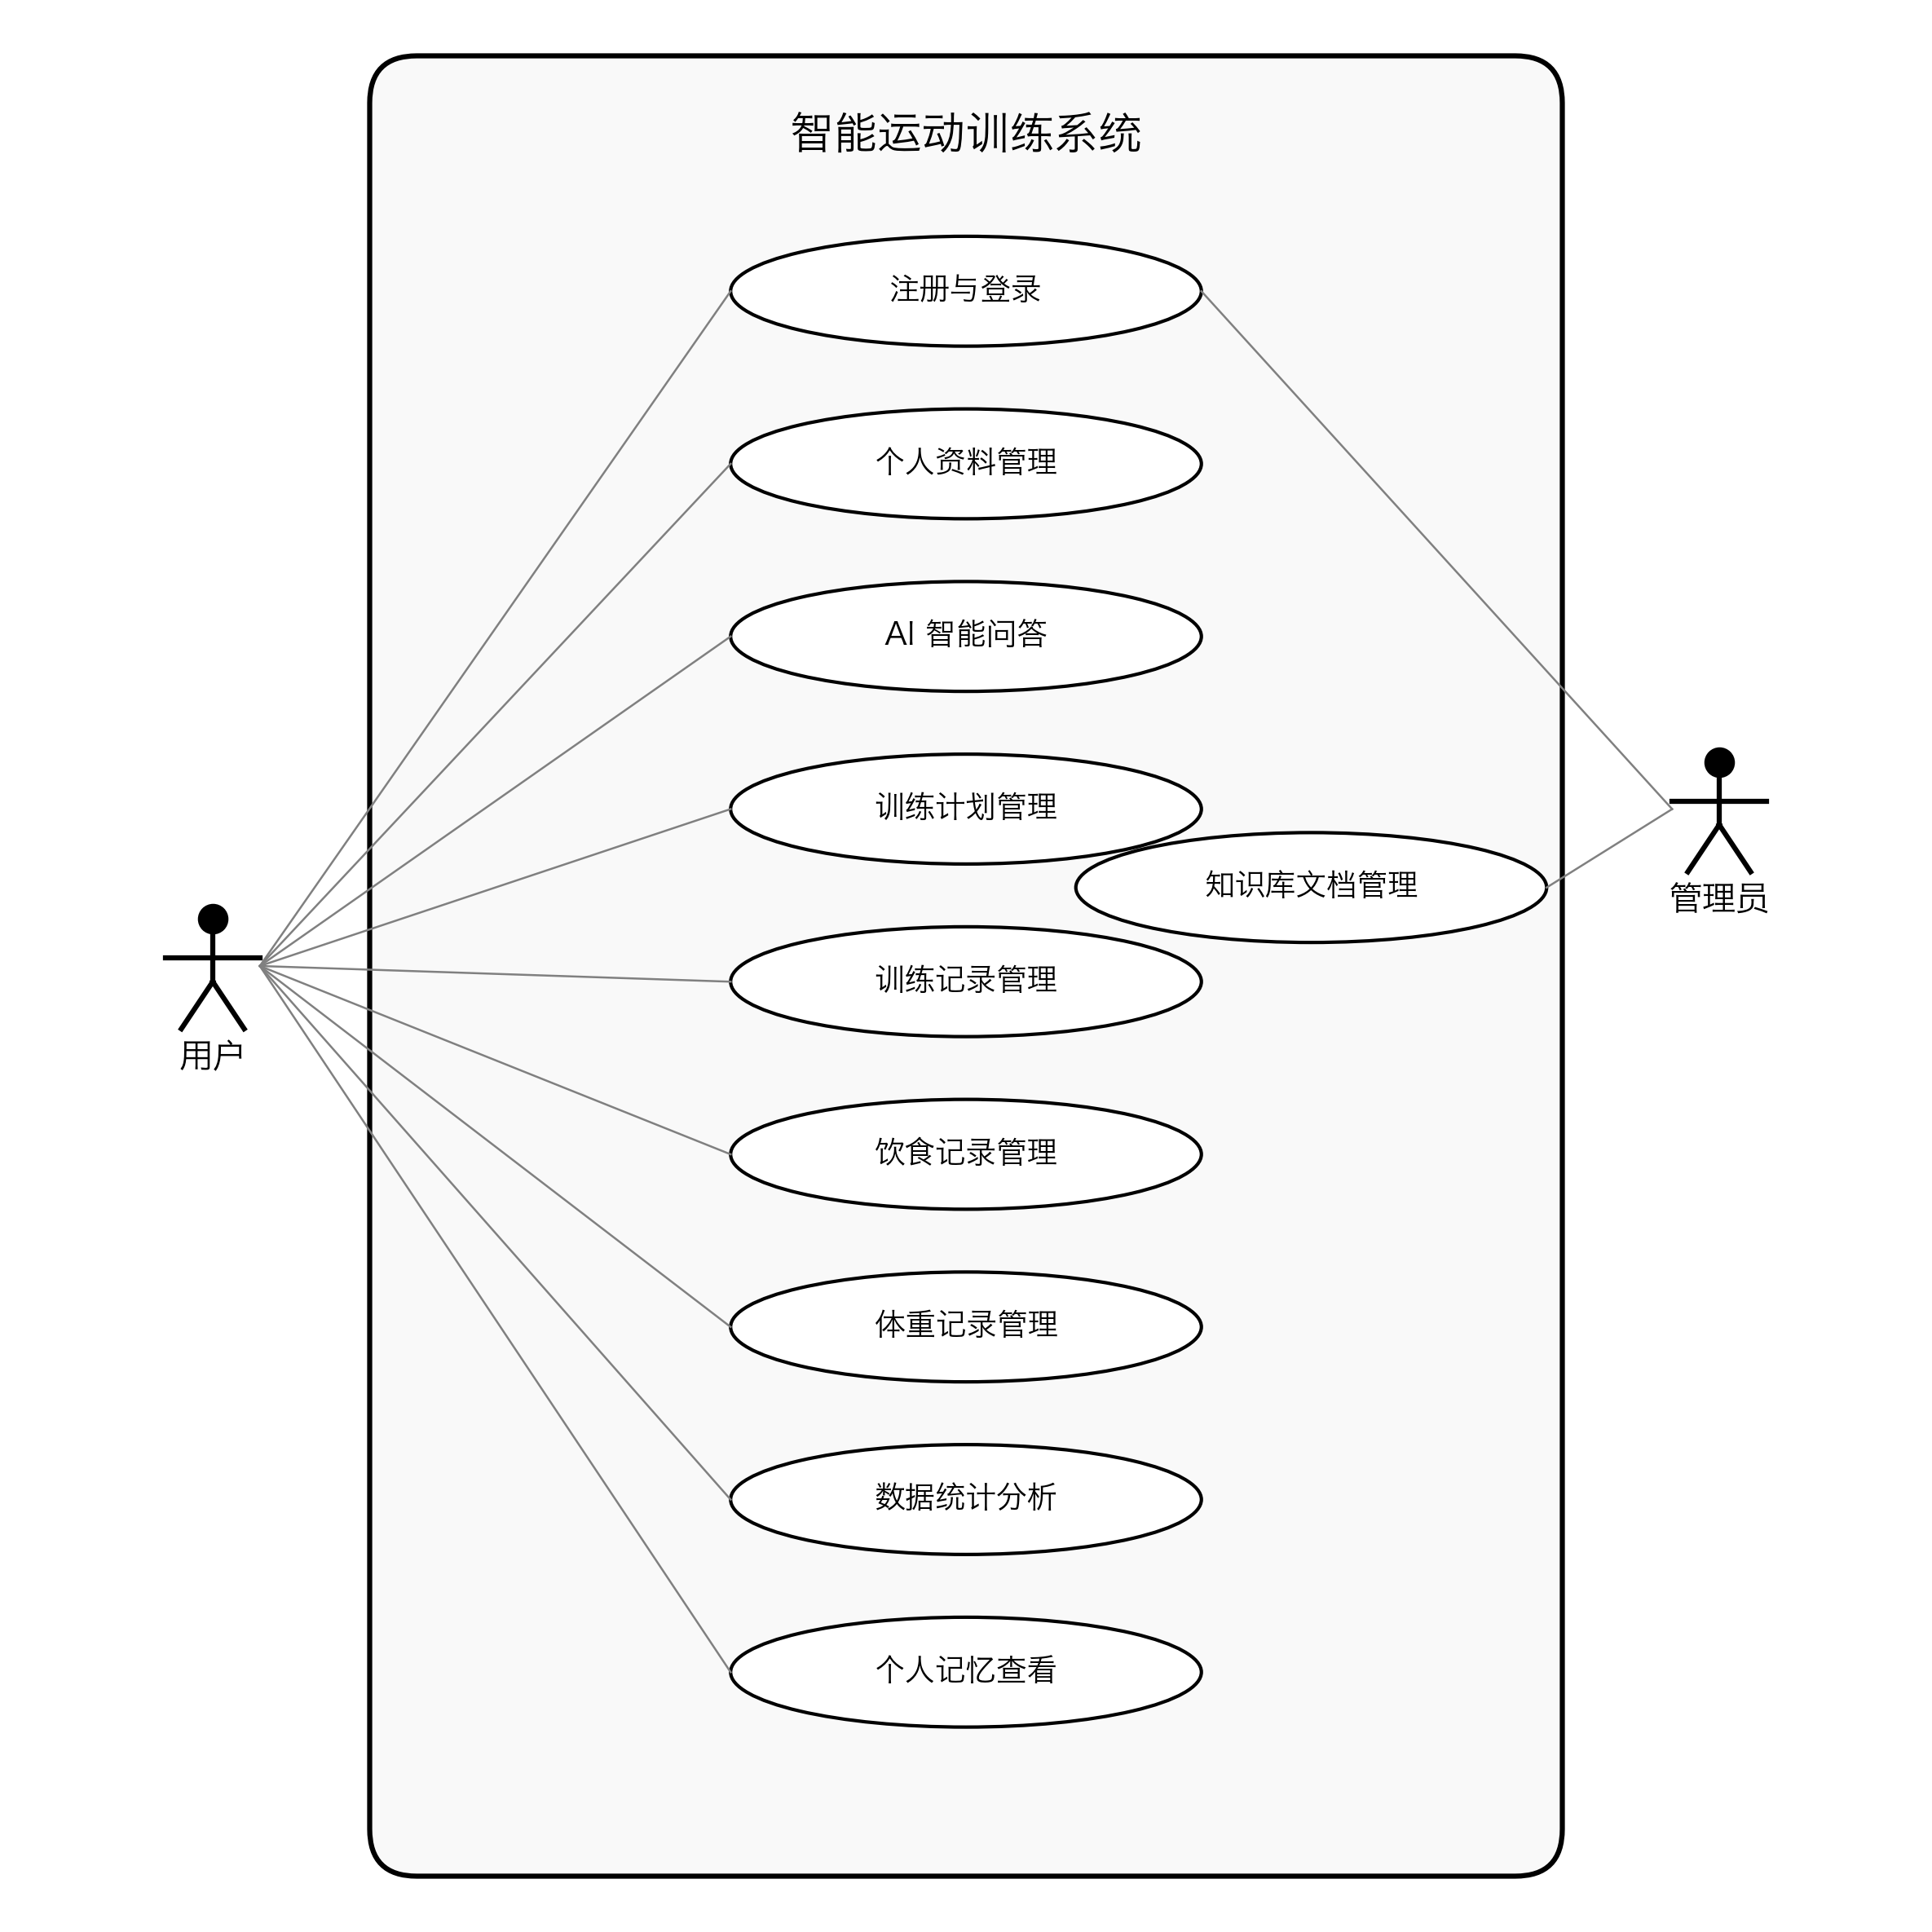 智能运动训练系统
注册与登录
个人资料管理
AI 智能问答
训练计划管理
知识库文档管理
管理员
训练记录管理
用户
饮食记录管理
体重记录管理
数据统计分析
个人记忆查看